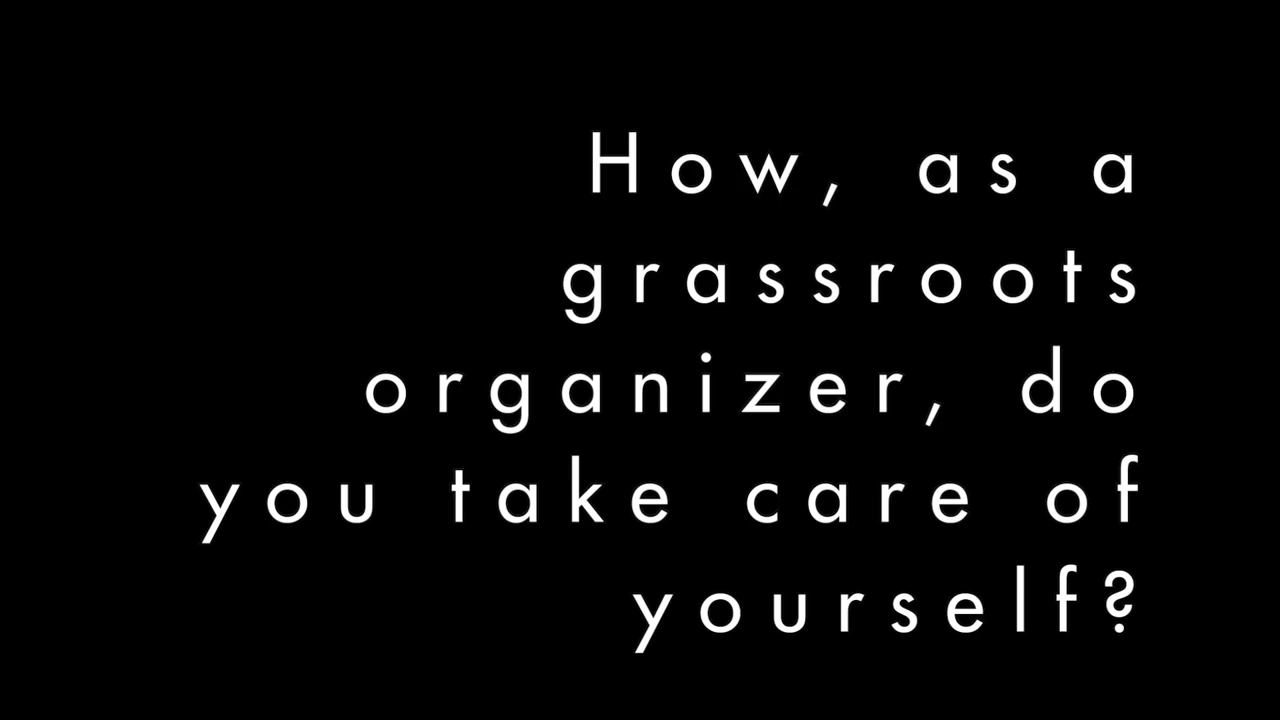 How, as a
grassroots
organizer, do
you take care of
yourself?